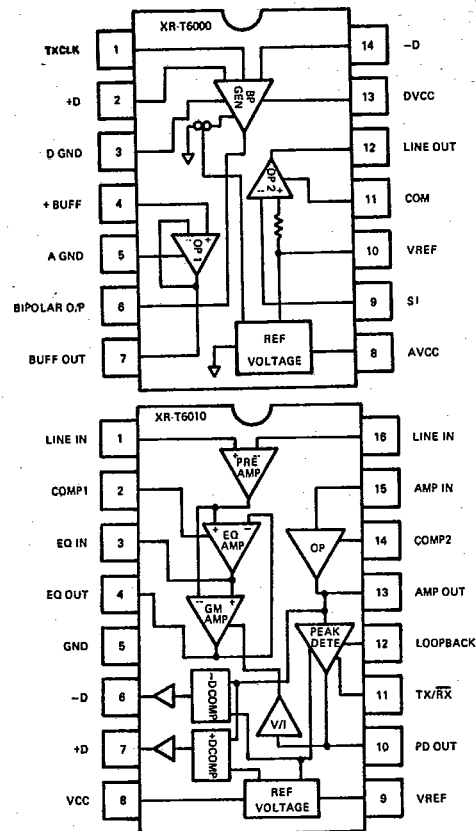 XR-T6000
TXCLK 1 14 –D
+D 2 13 DVCC
D GND 3 12 LINE OUT
+ BUFF 4 11 COM
A GND 5 10 VREF
BIPOLAR O/P 6 9 SI
BUFF OUT 7 8 AVCC
BP GEN
OP 2
- +
- +
OP 1
REF VOLTAGE
XR-T6010
LINE IN 1 16 LINE IN
COMP1 2 15 AMP IN
EQ IN 3 14 COMP2
EQ OUT 4 13 AMP OUT
GND 5 12 LOOPBACK
–D 6 11 TX/RX
+D 7 10 PD OUT
VCC 8 9 VREF
+ -
PRE AMP
+ -
EQ AMP
OP
- +
GM AMP
PEAK DETE
–DCOMP
V/I
+DCOMP
REF VOLTAGE